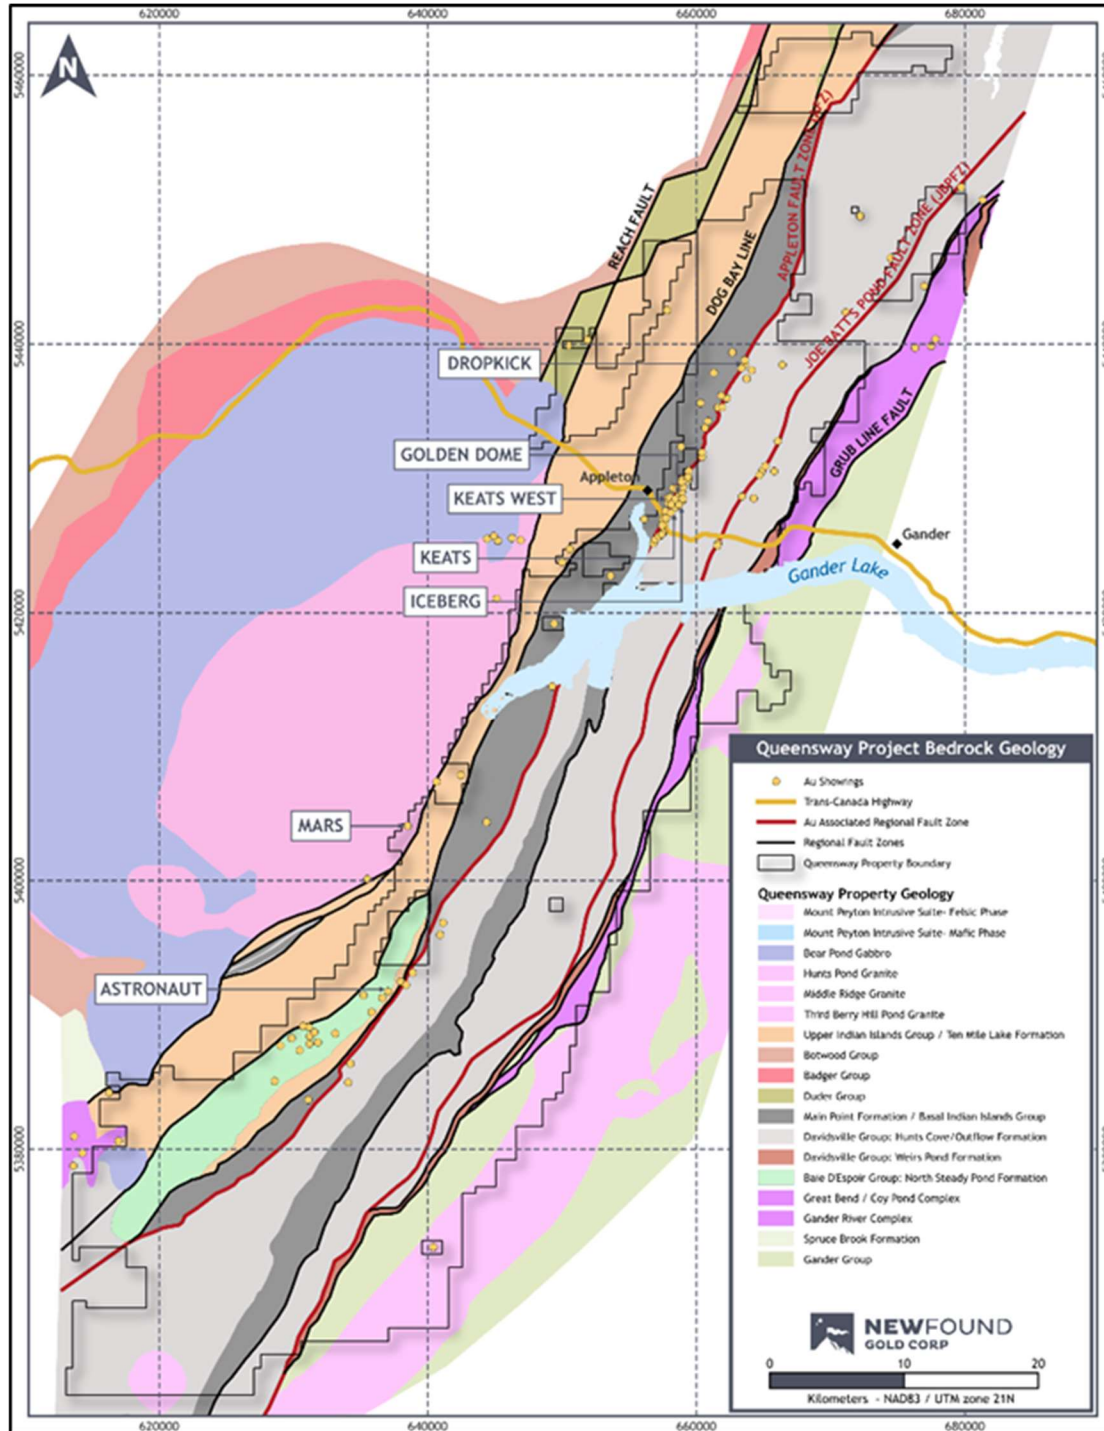 620000
640000
660000
680000
5460000
N
REACH FAULT
DOG BAY LINE
APPLETON FAULT ZONE (AFZ)
JOE BATT'S POND FAULT ZONE (JBPFZ)
GRUB LINE FAULT
5440000
DROPKICK
GOLDEN DOME
Appleton
KEATS WEST
KEATS
Gander
Gander Lake
ICEBERG
5420000
MARS
5400000
ASTRONAUT
5380000
Queensway Project Bedrock Geology
Au Showings
Trans-Canada Highway
Au Associated Regional Fault Zone
Regional Fault Zones
Queensway Property Boundary
Queensway Property Geology
Mount Peyton Intrusive Suite- Felsic Phase
Mount Peyton Intrusive Suite- Mafic Phase
Bear Pond Gabbro
Hunts Pond Granite
Middle Ridge Granite
Third Berry Hill Pond Granite
Upper Indian Islands Group / Ten Mile Lake Formation
Botwood Group
Badger Group
Duder Group
Main Point Formation / Basal Indian Islands Group
Davidsville Group: Hunts Cove/Outflow Formation
Davidsville Group: Weirs Pond Formation
Baie D'Espoir Group: North Steady Pond Formation
Great Bend / Coy Pond Complex
Gander River Complex
Spruce Brook Formation
Gander Group
NEWFOUND
GOLD CORP
0
10
20
Kilometers - NAD83 / UTM zone 21N
620000
640000
660000
680000